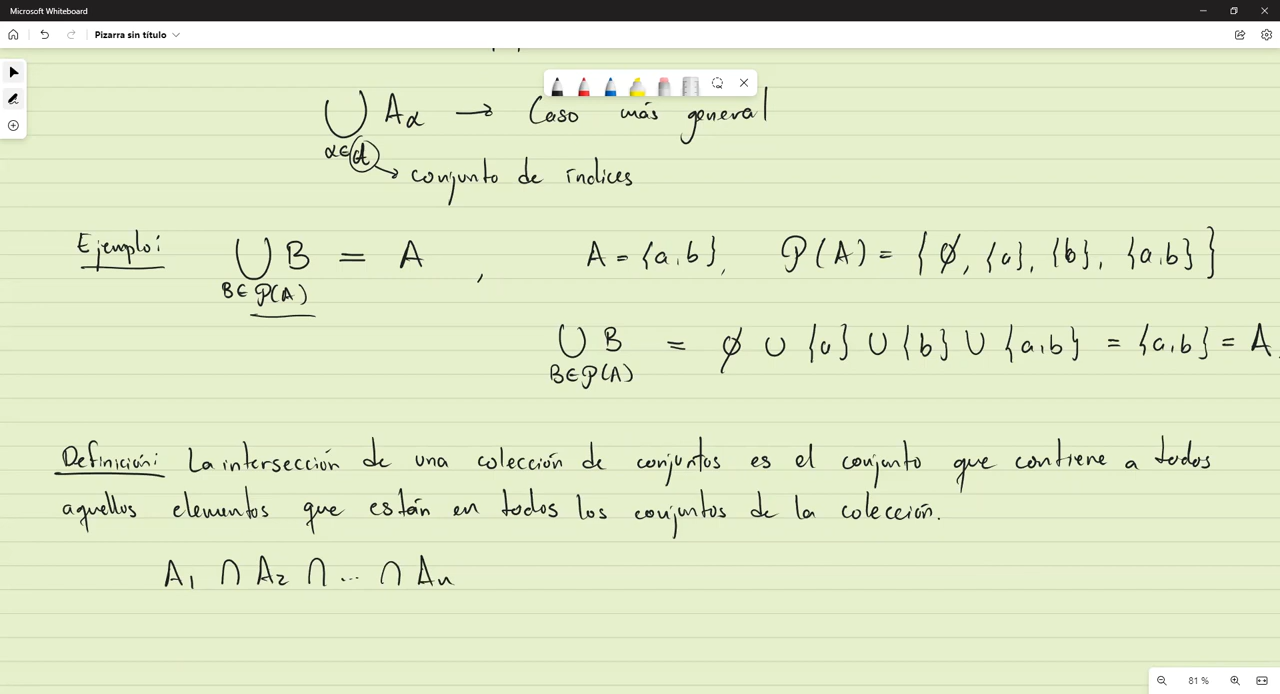 Microsoft Whiteboard
Pizarra sin título
⋃ Aα → Caso más general
α∈𝒜 → conjunto de índices
Ejemplo: ⋃ B = A , A = {a,b}, 𝒫(A) = {∅, {a}, {b}, {a,b}}
B∈𝒫(A)
⋃ B = ∅ ∪ {a} ∪ {b} ∪ {a,b} = {a,b} = A
B∈𝒫(A)
Definición: La intersección de una colección de conjuntos es el conjunto que contiene a todos
aquellos elementos que están en todos los conjuntos de la colección.
A₁ ∩ A₂ ∩ ... ∩ Aₙ
81 %